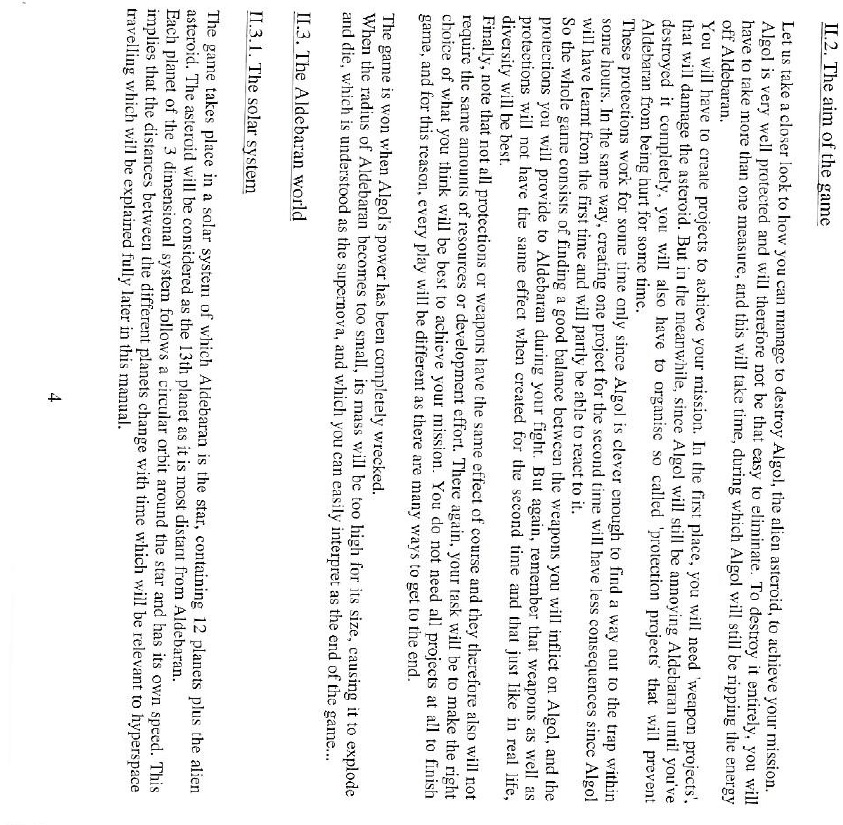 II.2. The aim of the game
Let us take a closer look to how you can manage to destroy Algol, the alien asteroid, to achieve your mission.
Algol is very well protected and will therefore not be that easy to eliminate. To destroy it entirely, you will
have to take more than one measure, and this will take time, during which Algol will still be ripping the energy
off Aldebaran.
You will have to create projects to achieve your mission. In the first place, you will need 'weapon projects',
that will damage the asteroid. But in the meanwhile, since Algol will still be annoying Aldebaran until you've
destroyed it completely, you will also have to organise so called 'protection projects' that will prevent
Aldebaran from being hurt for some time.
These protections work for some time only since Algol is clever enough to find a way out to the trap within
some hours. In the same way, creating one project for the second time will have less consequences since Algol
will have learnt from the first time and will partly be able to react to it.
So the whole game consists of finding a good balance between the weapons you will inflict on Algol, and the
protections you will provide to Aldebaran during your fight. But again, remember that weapons as well as
protections will not have the same effect when created for the second time and that just like in real life,
diversity will be best.
Finally, note that not all protections or weapons have the same effect of course and they therefore also will not
require the same amounts of resources or development effort. There again, your task will be to make the right
choice of what you think will be best to achieve your mission. You do not need all projects at all to finish
game, and for this reason, every play will be different as there are many ways to get to the end.
The game is won when Algol's power has been completely wrecked.
When the radius of Aldebaran becomes too small, its mass will be too high for its size, causing it to explode
and die, which is understood as the supernova, and which you can easily interpret as the end of the game...
II.3. The Aldebaran world
II.3.1. The solar system
The game takes place in a solar system of which Aldebaran is the star, containing 12 planets plus the alien
asteroid. The asteroid will be considered as the 13th planet as it is most distant from Aldebaran.
Each planet of the 3 dimensional system follows a circular orbit around the star and has its own speed. This
implies that the distances between the different planets change with time which will be relevant to hyperspace
travelling which will be explained fully later in this manual.
4